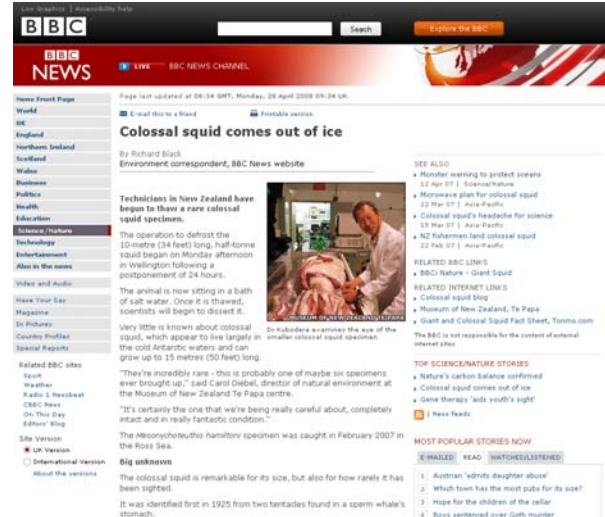 Low Graphics | Accessibility help
BBC
Search
Explore the BBC
BBC
NEWS
LIVE BBC NEWS CHANNEL
News Front Page
World
UK
England
Northern Ireland
Scotland
Wales
Business
Politics
Health
Education
Science/Nature
Technology
Entertainment
Also in the news
Video and Audio
Have Your Say
Magazine
In Pictures
Country Profiles
Special Reports
Related BBC sites
Sport
Weather
Radio 1 Newsbeat
CBBC News
On This Day
Editors' Blog
Site Version
UK Version
International Version
About the versions
Page last updated at 08:34 GMT, Monday, 28 April 2008 09:34 UK
E-mail this to a friend Printable version
Colossal squid comes out of ice
By Richard Black
Environment correspondent, BBC News website
Technicians in New Zealand have
begun to thaw a rare colossal
squid specimen.
The operation to defrost the
10-metre (34 feet) long, half-tonne
squid began on Monday afternoon
in Wellington following a
postponement of 24 hours.
The animal is now sitting in a bath
of salt water. Once it is thawed,
scientists will begin to dissect it.
Very little is known about colossal
squid, which appear to live largely in
the cold Antarctic waters and can
grow up to 15 metres (50 feet) long.
MUSEUM OF NEW ZEALAND TE PAPA
Dr Kubodera examines the eye of the
smaller colossal squid specimen
"They're incredibly rare - this is probably one of maybe six specimens
ever brought up," said Carol Diebel, director of natural environment at
the Museum of New Zealand Te Papa centre.
"It's certainly the one that we're being really careful about, completely
intact and in really fantastic condition."
The Mesonychoteuthis hamiltoni specimen was caught in February 2007 in
the Ross Sea.
Big unknown
The colossal squid is remarkable for its size, but also for how rarely it has
been sighted.
It was identified first in 1925 from two tentacles found in a sperm whale's
stomach.
SEE ALSO
Monster warning to protect oceans
12 Apr 07 | Science/Nature
Microwave plan for colossal squid
22 Mar 07 | Asia-Pacific
Colossal squid's headache for science
15 Mar 07 | Asia-Pacific
NZ fishermen land colossal squid
22 Feb 07 | Asia-Pacific
RELATED BBC LINKS
BBCi Nature - Giant Squid
RELATED INTERNET LINKS
Colossal squid blog
Museum of New Zealand, Te Papa
Giant and Colossal Squid Fact Sheet, Tonmo.com
The BBC is not responsible for the content of external
internet sites
TOP SCIENCE/NATURE STORIES
Nature's carbon balance confirmed
Colossal squid comes out of ice
Gene therapy 'aids youth's sight'
| News feeds
MOST POPULAR STORIES NOW
E-MAILED READ WATCHED/LISTENED
1 Austrian 'admits daughter abuse'
2 Which town has the most pubs for its size?
3 Hope for the children of the cellar
4 Boys sentenced over Goth murder